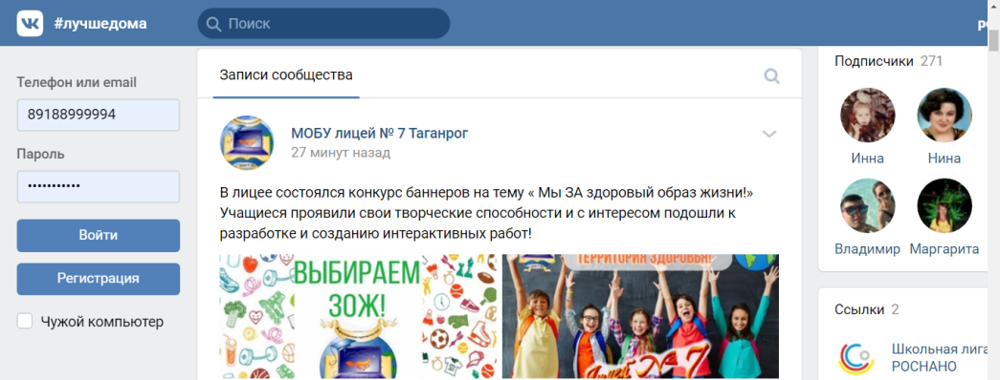 #лучшедома
Поиск
Телефон или email
89188999994
Пароль
•••••••••••
Войти
Регистрация
Чужой компьютер
Записи сообщества
МОБУ лицей № 7 Таганрог
27 минут назад
В лицее состоялся конкурс баннеров на тему « Мы ЗА здоровый образ жизни!»
Учащиеся проявили свои творческие способности и с интересом подошли к
разработке и созданию интерактивных работ!
ВЫБИРАЕМ
ЗОЖ!
ТЕРРИТОРИЯ ЗДОРОВЬЯ!
Лицей № 7
Подписчики 271
Инна
Нина
Владимир
Маргарита
Ссылки 2
Школьная лига
РОСНАНО